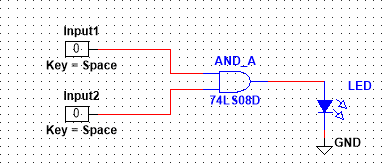 Input1
0
Key = Space
AND_A
74LS08D
LED
Input2
0
Key = Space
GND